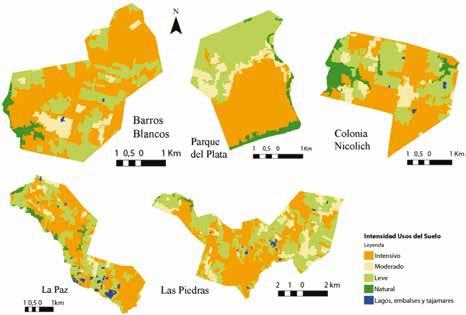 N
Barros
Blancos
1 0,5 0 1 Km
Parque
del Plata
1 0,5 0 1Km
Colonia
Nicolich
1 0,5 0 1 Km
La Paz
1 0,5 0 1km
Las Piedras
2 1 0 2 km
Intensidad Usos del Suelo
Leyenda
Intensivo
Moderado
Leve
Natural
Lagos, embalses y tajamares